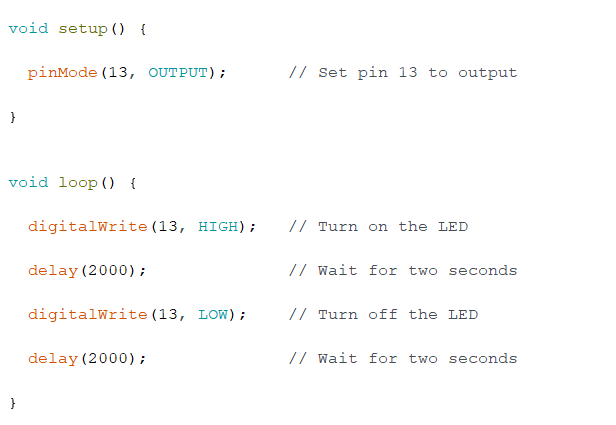 void setup() {
  pinMode(13, OUTPUT);      // Set pin 13 to output
}
void loop() {
  digitalWrite(13, HIGH);   // Turn on the LED
  delay(2000);              // Wait for two seconds
  digitalWrite(13, LOW);    // Turn off the LED
  delay(2000);              // Wait for two seconds
}